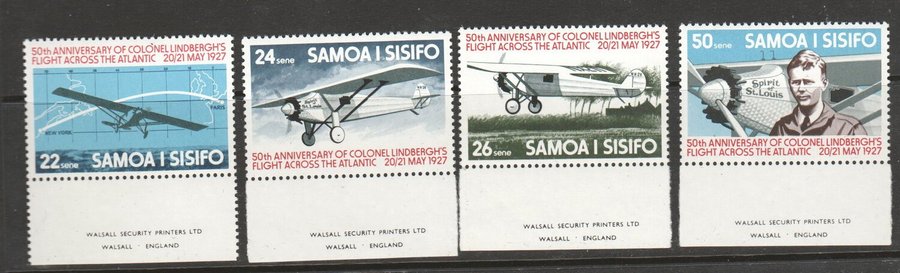 50th ANNIVERSARY OF COLONEL LINDBERGH'S
FLIGHT ACROSS THE ATLANTIC 20/21 MAY 1927
NEW YORK
PARIS
22 sene SAMOA I SISIFO
WALSALL SECURITY PRINTERS LTD
WALSALL · ENGLAND
24 sene SAMOA I SISIFO
50th ANNIVERSARY OF COLONEL LINDBERGH'S
FLIGHT ACROSS THE ATLANTIC 20/21 MAY 1927
WALSALL SECURITY PRINTERS LTD
WALSALL · ENGLAND
50th ANNIVERSARY OF COLONEL LINDBERGH'S
FLIGHT ACROSS THE ATLANTIC 20/21 MAY 1927
26 sene SAMOA I SISIFO
WALSALL SECURITY PRINTERS LTD
WALSALL · ENGLAND
50 sene SAMOA I SISIFO
Spirit
of
St. Louis
50th ANNIVERSARY OF COLONEL LINDBERGH'S
FLIGHT ACROSS THE ATLANTIC 20/21 MAY 1927
WALSALL SECURITY PRINTERS LTD
WALSALL · ENGLAND